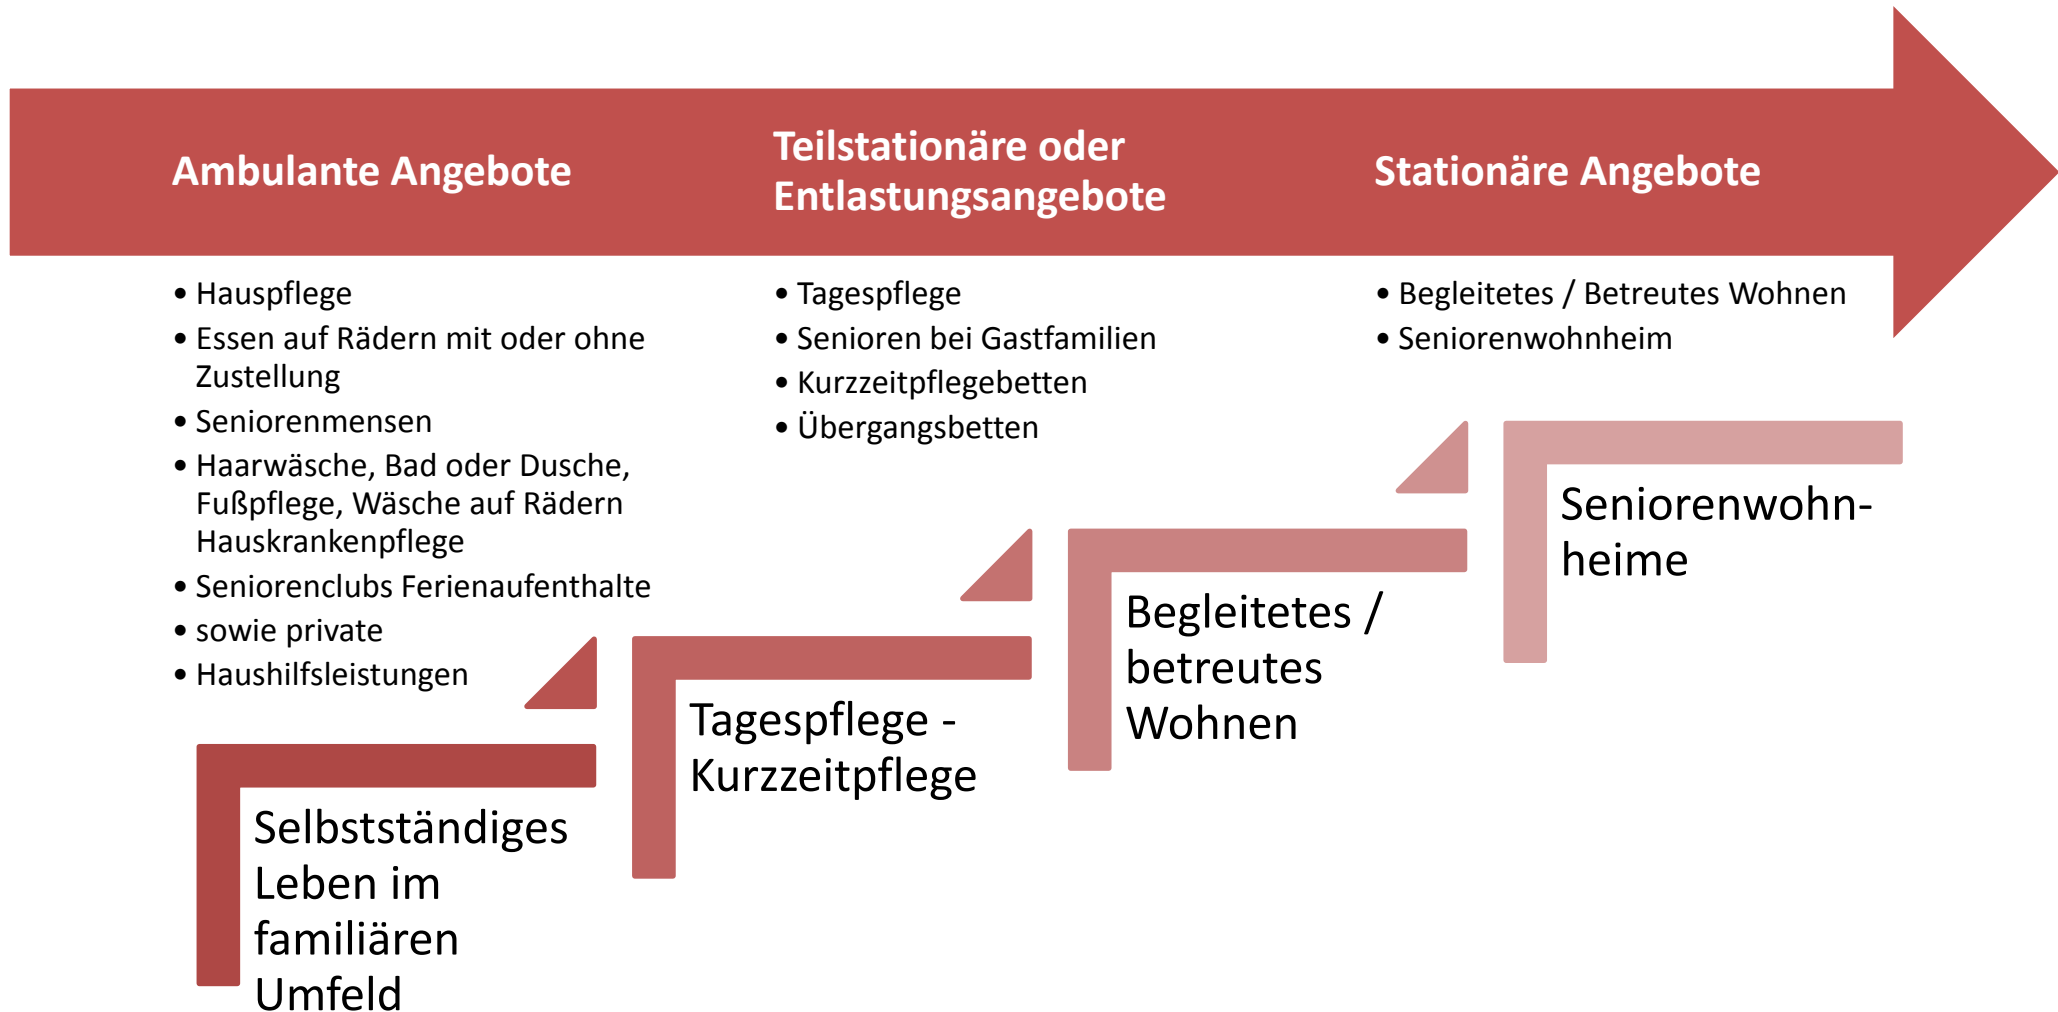 Ambulante Angebote
Teilstationäre oder
Entlastungsangebote
Stationäre Angebote
• Hauspflege
• Essen auf Rädern mit oder ohne
Zustellung
• Seniorenmensen
• Haarwäsche, Bad oder Dusche,
Fußpflege, Wäsche auf Rädern
Hauskrankenpflege
• Seniorenclubs Ferienaufenthalte
• sowie private
• Haushilfsleistungen
• Tagespflege
• Senioren bei Gastfamilien
• Kurzzeitpflegebetten
• Übergangsbetten
• Begleitetes / Betreutes Wohnen
• Seniorenwohnheim
Selbstständiges
Leben im
familiären
Umfeld
Tagespflege -
Kurzzeitpflege
Begleitetes /
betreutes
Wohnen
Seniorenwohn-
heime